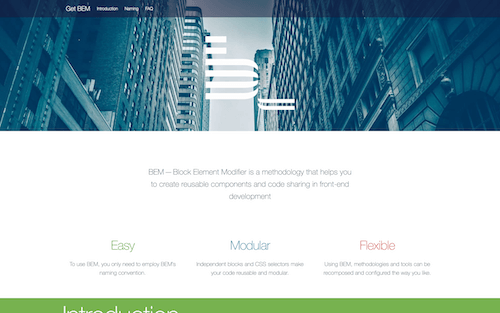 Get BEM Introduction Naming FAQ
BEM — Block Element Modifier is a methodology that helps you
to create reusable components and code sharing in front-end
development
Easy
To use BEM, you only need to employ BEM's
naming convention.
Modular
Independent blocks and CSS selectors make
your code reusable and modular.
Flexible
Using BEM, methodologies and tools can be
recomposed and configured the way you like.
Introduction